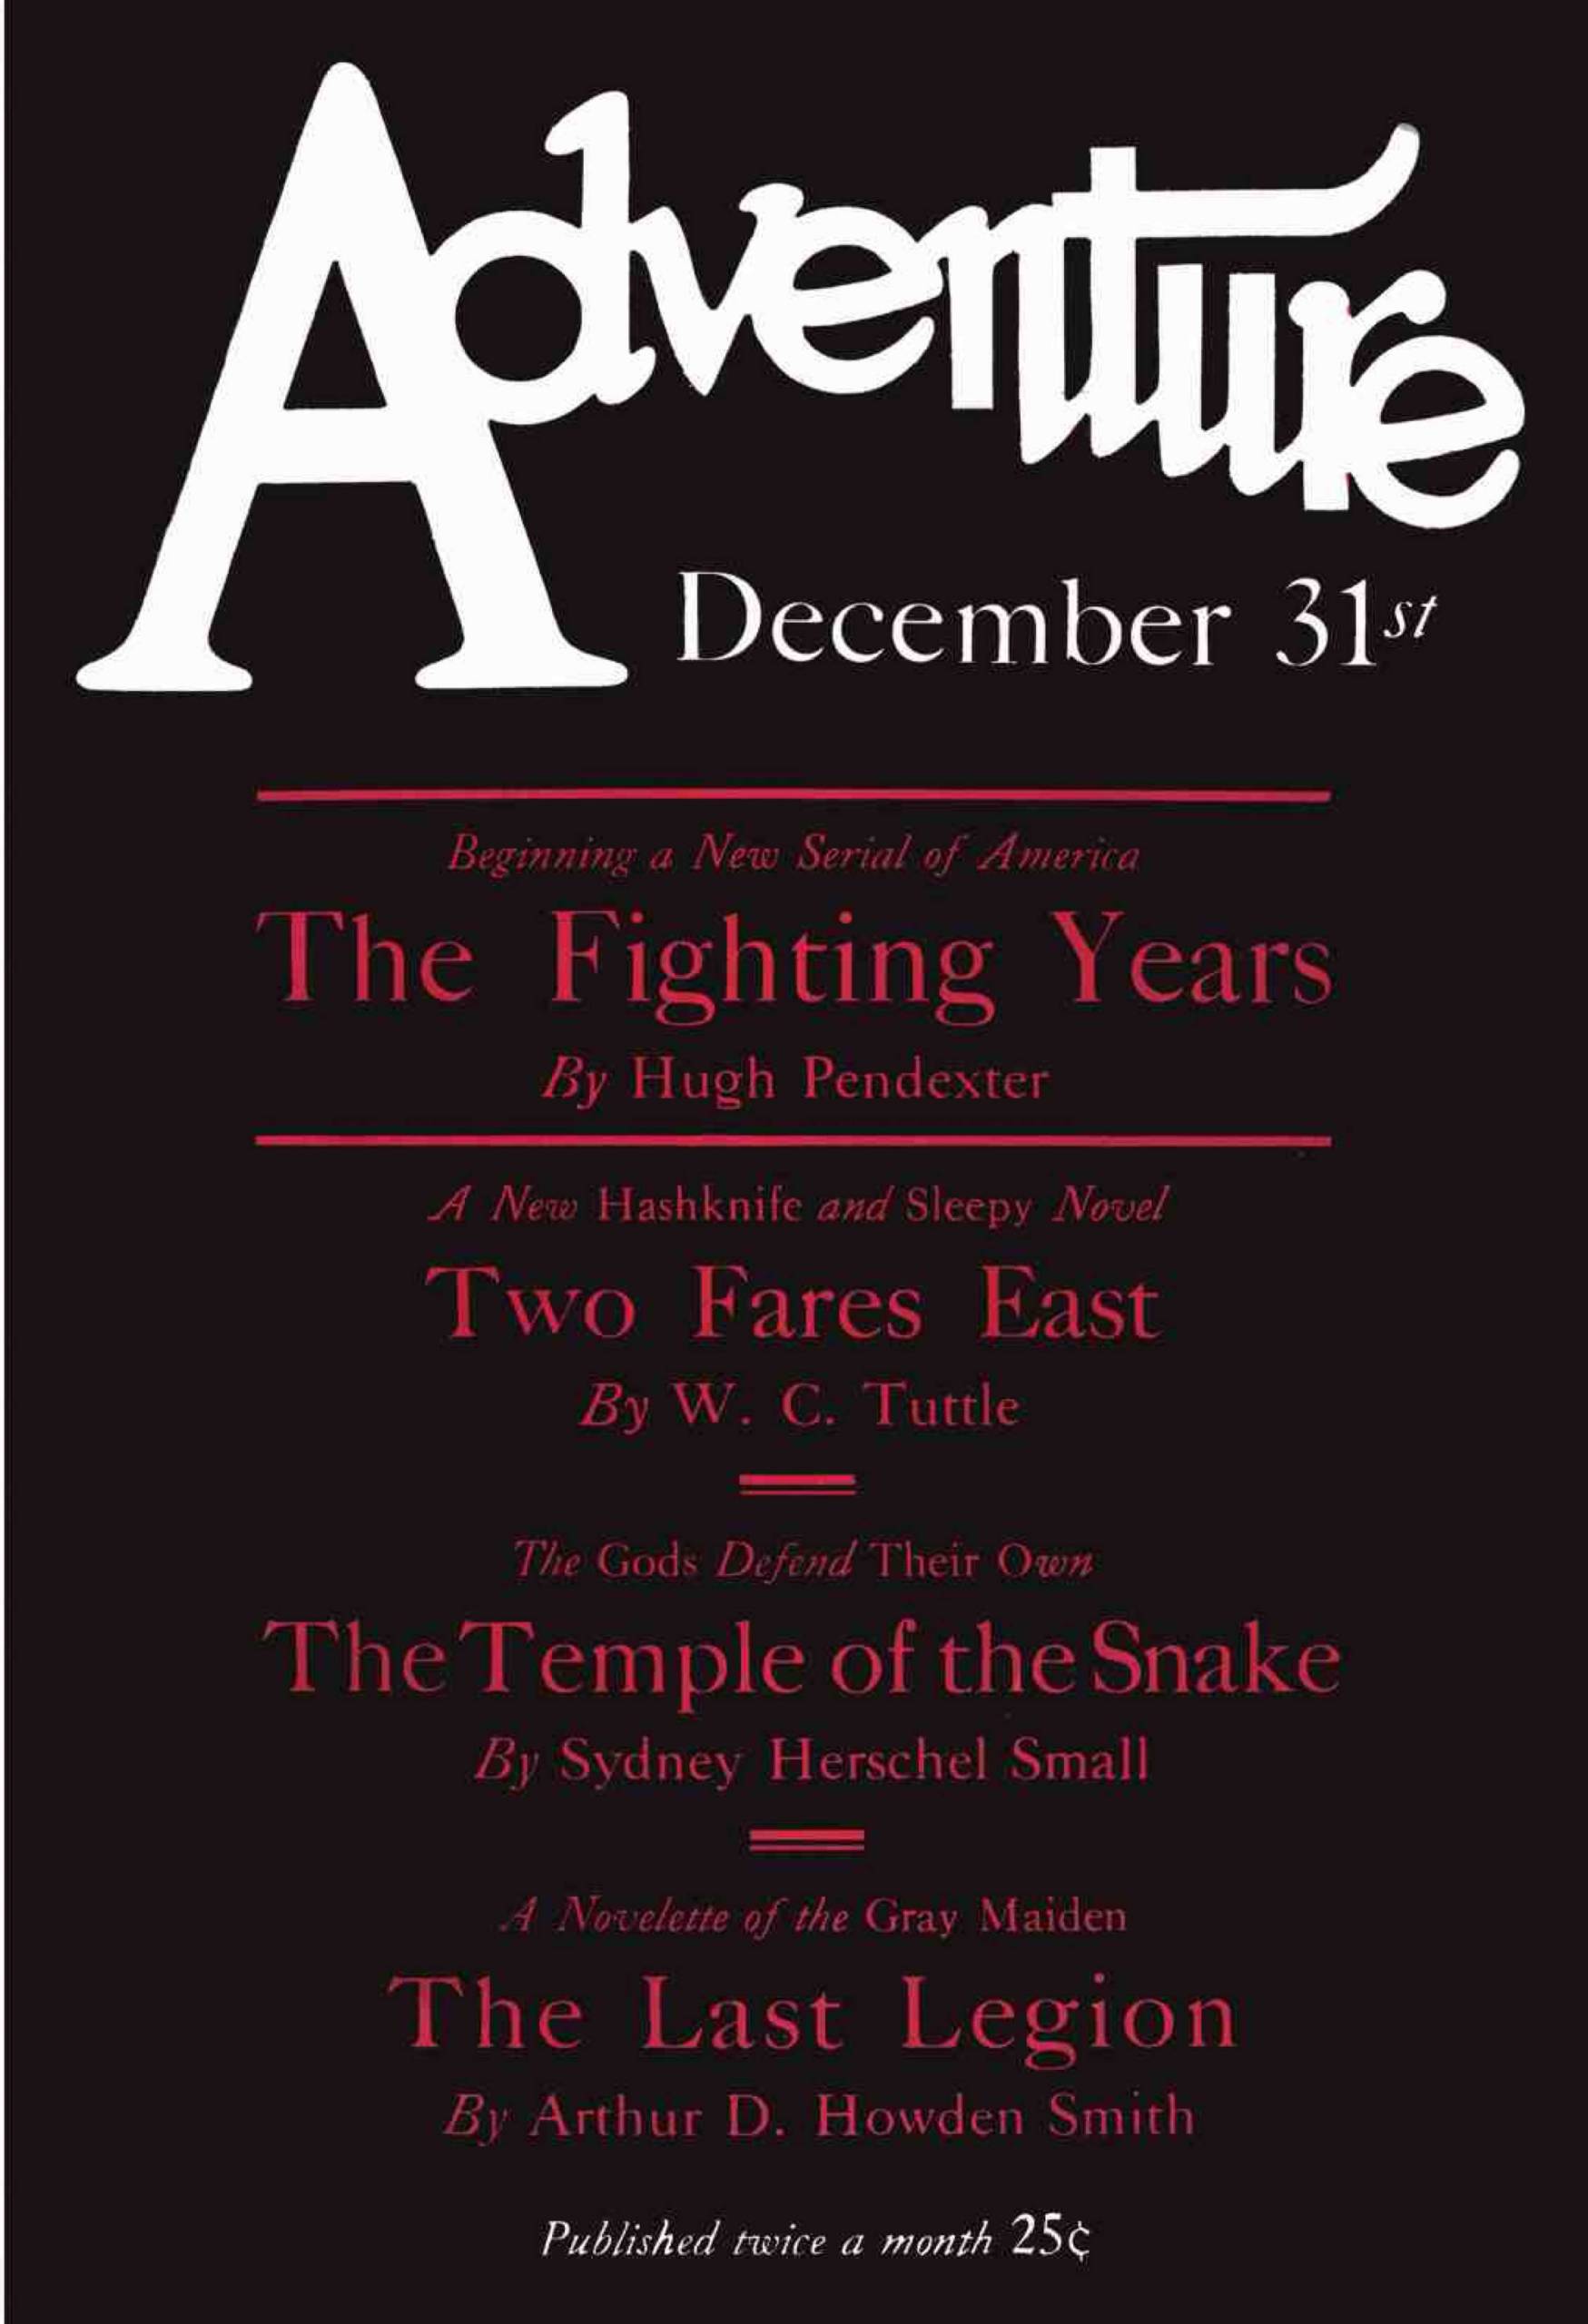 Adventure
December 31st
Beginning a New Serial of America
The Fighting Years
By Hugh Pendexter
A New Hashknife and Sleepy Novel
Two Fares East
By W. C. Tuttle
The Gods Defend Their Own
The Temple of the Snake
By Sydney Herschel Small
A Novelette of the Gray Maiden
The Last Legion
By Arthur D. Howden Smith
Published twice a month 25¢